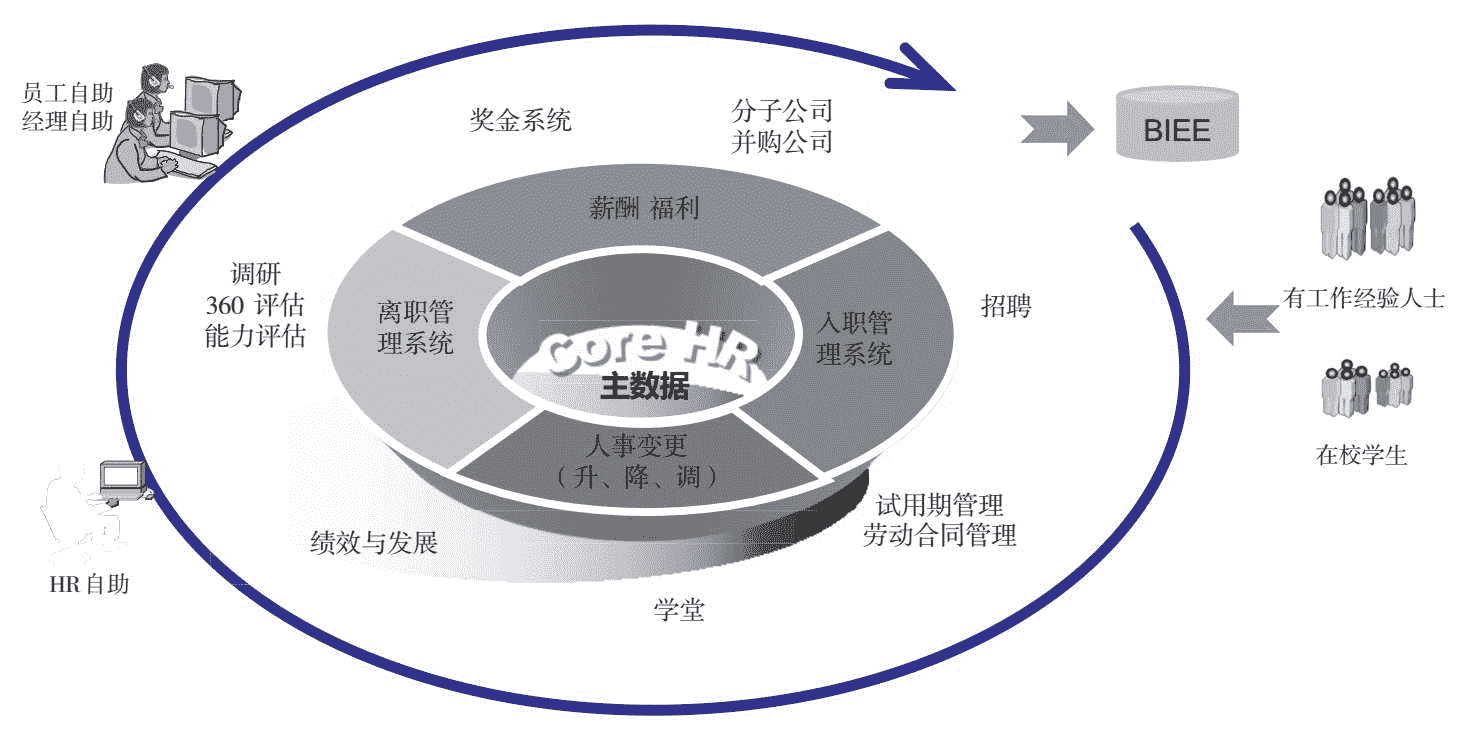 员工自助
经理自助
奖金系统
分子公司
并购公司
BIEE
薪酬 福利
调研
360 评估
能力评估
离职管
理系统
入职管
理系统
招聘
有工作经验人士
Core HR
主数据
人事变更
（升、降、调）
在校学生
试用期管理
劳动合同管理
绩效与发展
HR 自助
学堂